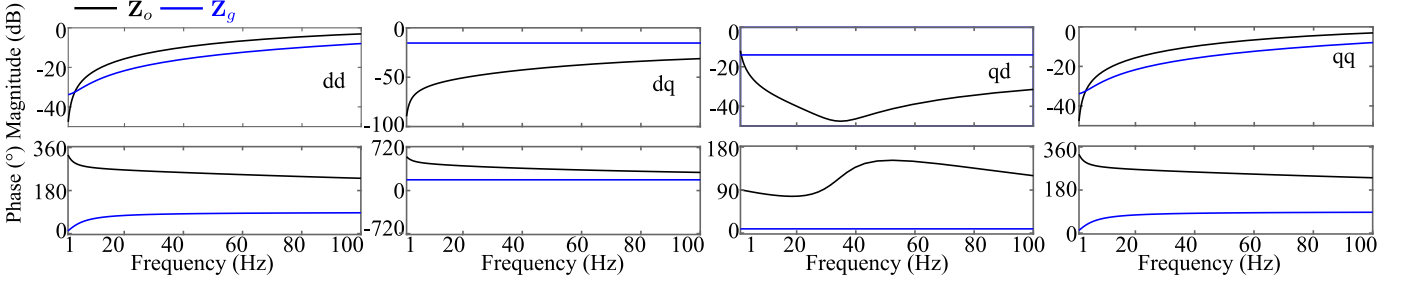 Z_o Z_g
Magnitude (dB)
0 -20 -40
dd
0 -50 -100
dq
0 -20 -40
qd
0 -20 -40
qq
Phase (°)
360 180 0
720 0 -720
180 90 0
360 180 0
1 20 40 60 80 100
1 20 40 60 80 100
1 20 40 60 80 100
1 20 40 60 80 100
Frequency (Hz)
Frequency (Hz)
Frequency (Hz)
Frequency (Hz)